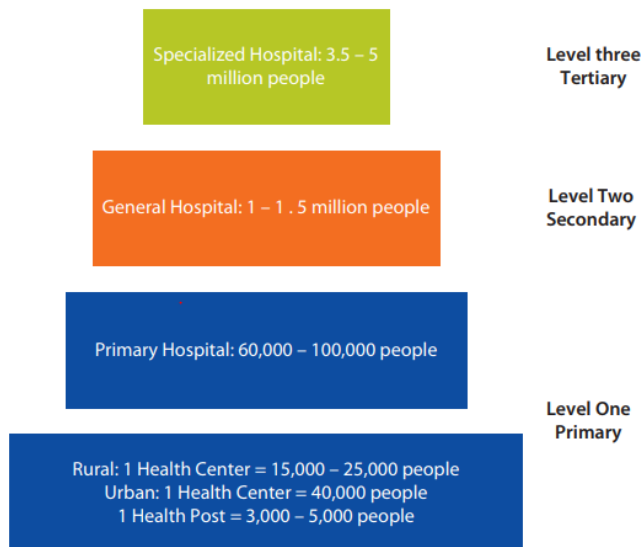 Specialized Hospital: 3.5 – 5
million people
Level three
Tertiary
General Hospital: 1 – 1 . 5 million people
Level Two
Secondary
Primary Hospital: 60,000 – 100,000 people
Level One
Primary
Rural: 1 Health Center = 15,000 – 25,000 people
Urban: 1 Health Center = 40,000 people
1 Health Post = 3,000 – 5,000 people